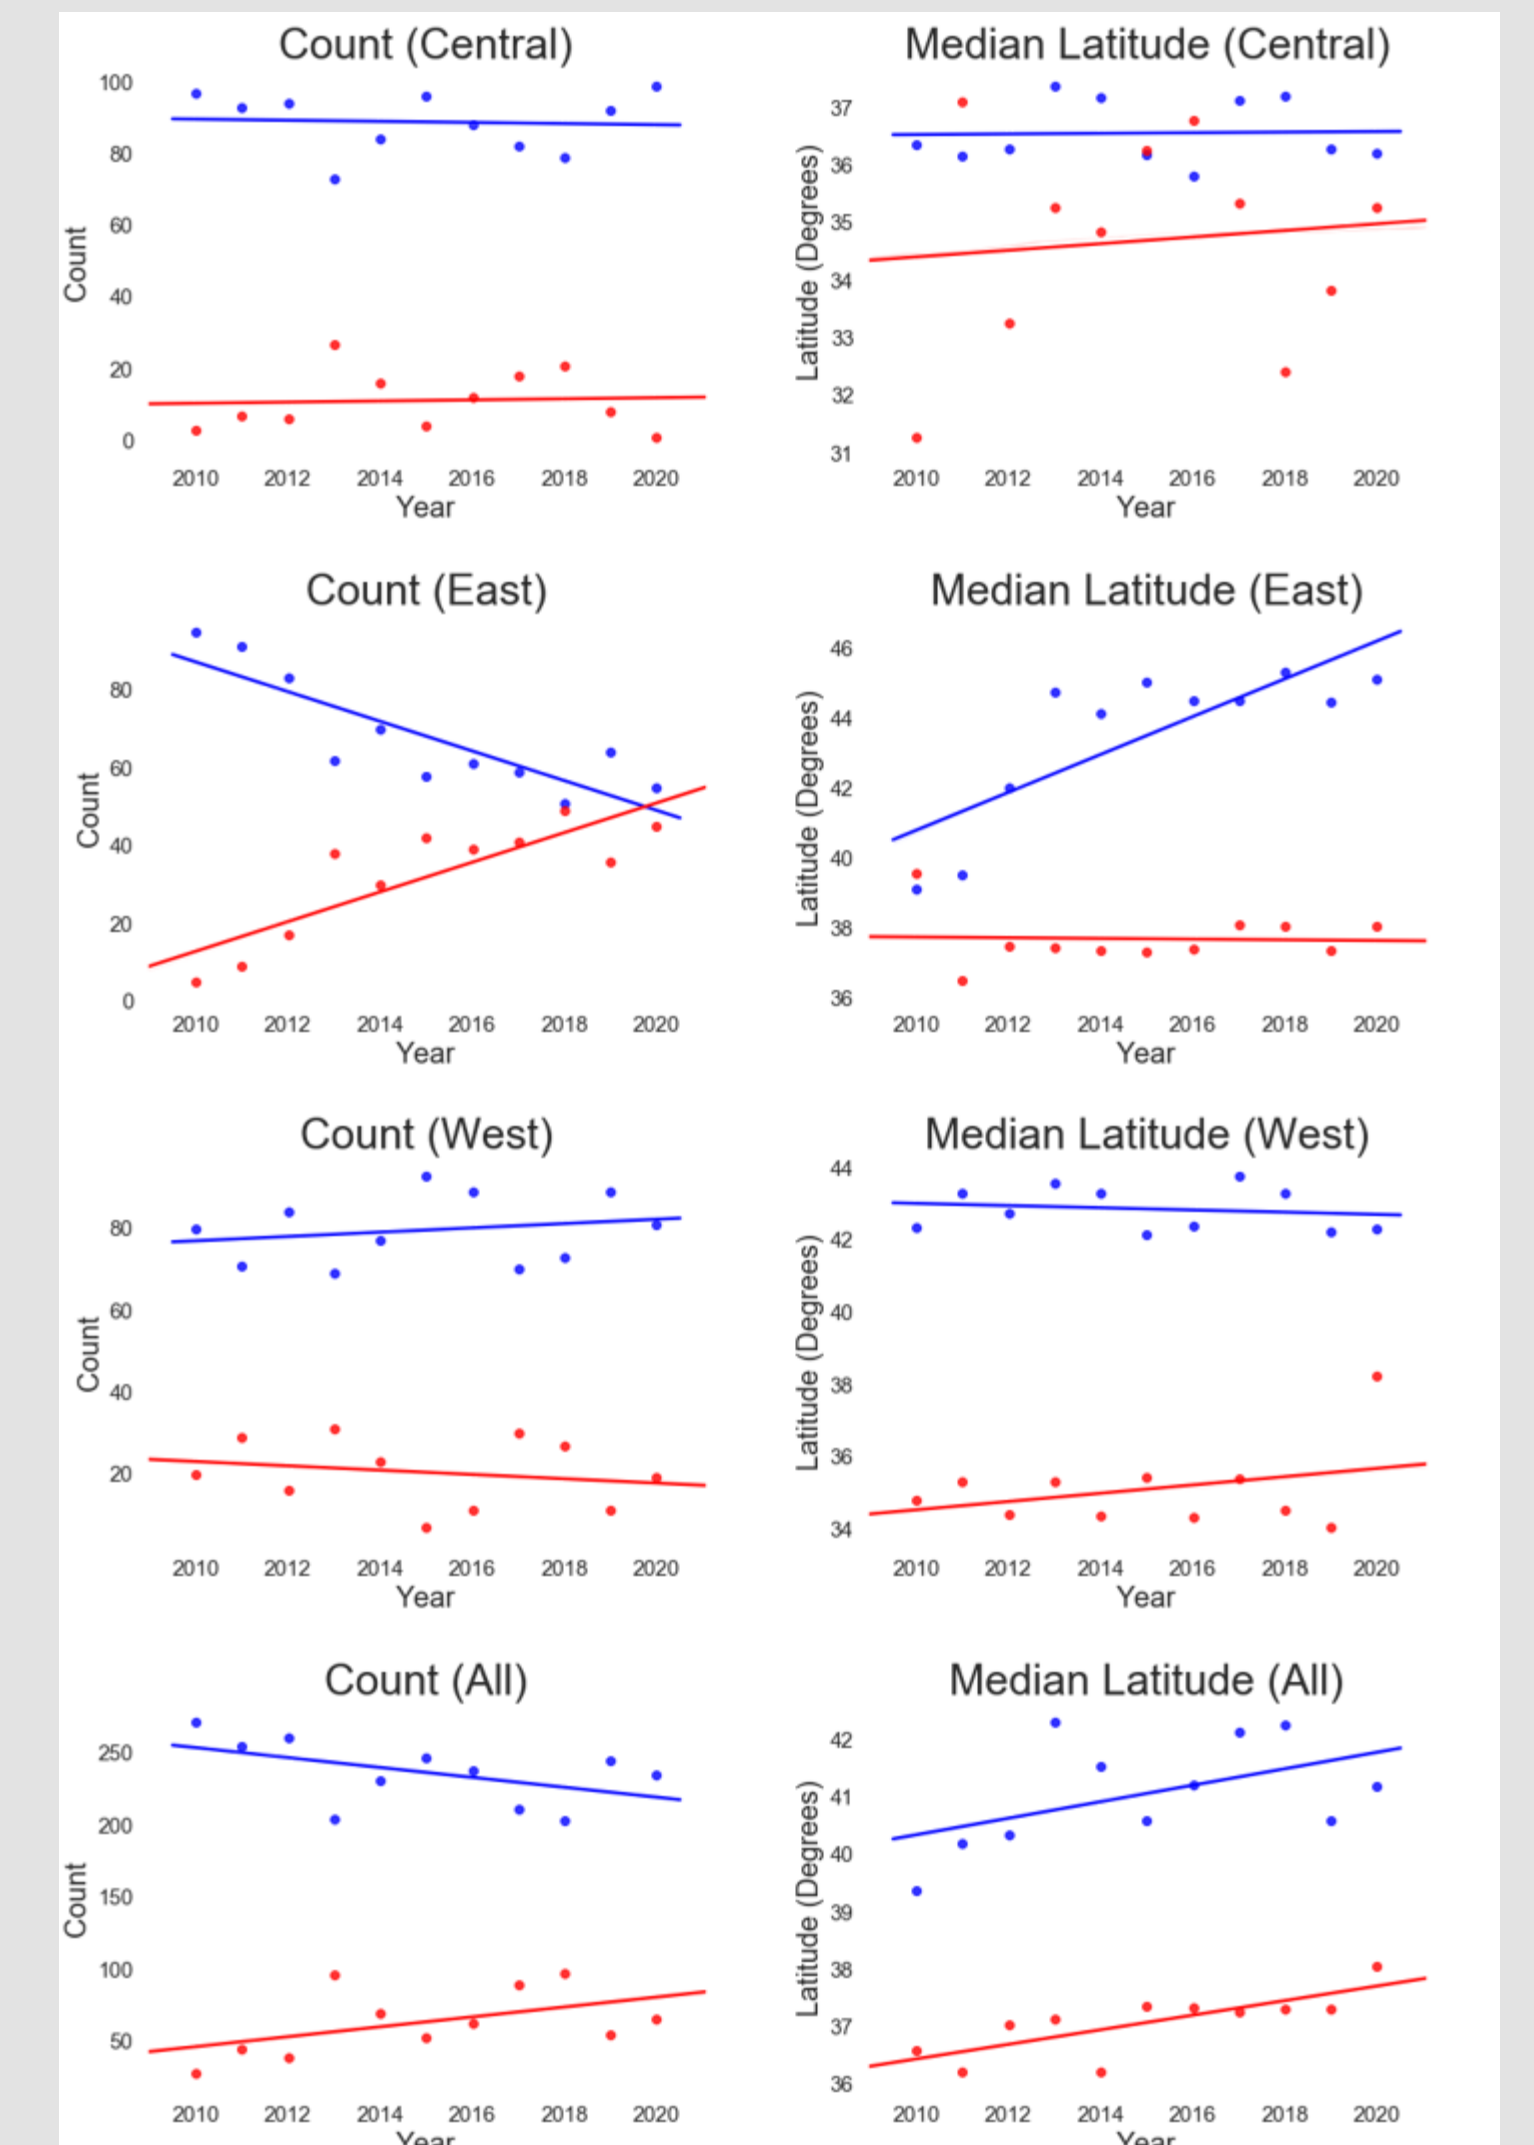 Count (Central)
100
80
60
40
20
0
Count
2010 2012 2014 2016 2018 2020
Year
Median Latitude (Central)
37
36
35
34
33
32
31
Latitude (Degrees)
2010 2012 2014 2016 2018 2020
Year
Count (East)
80
60
40
20
0
Count
2010 2012 2014 2016 2018 2020
Year
Median Latitude (East)
46
44
42
40
38
36
Latitude (Degrees)
2010 2012 2014 2016 2018 2020
Year
Count (West)
80
60
40
20
Count
2010 2012 2014 2016 2018 2020
Year
Median Latitude (West)
44
42
40
38
36
34
Latitude (Degrees)
2010 2012 2014 2016 2018 2020
Year
Count (All)
250
200
150
100
50
Count
2010 2012 2014 2016 2018 2020
Year
Median Latitude (All)
42
41
40
39
38
37
36
Latitude (Degrees)
2010 2012 2014 2016 2018 2020
Year